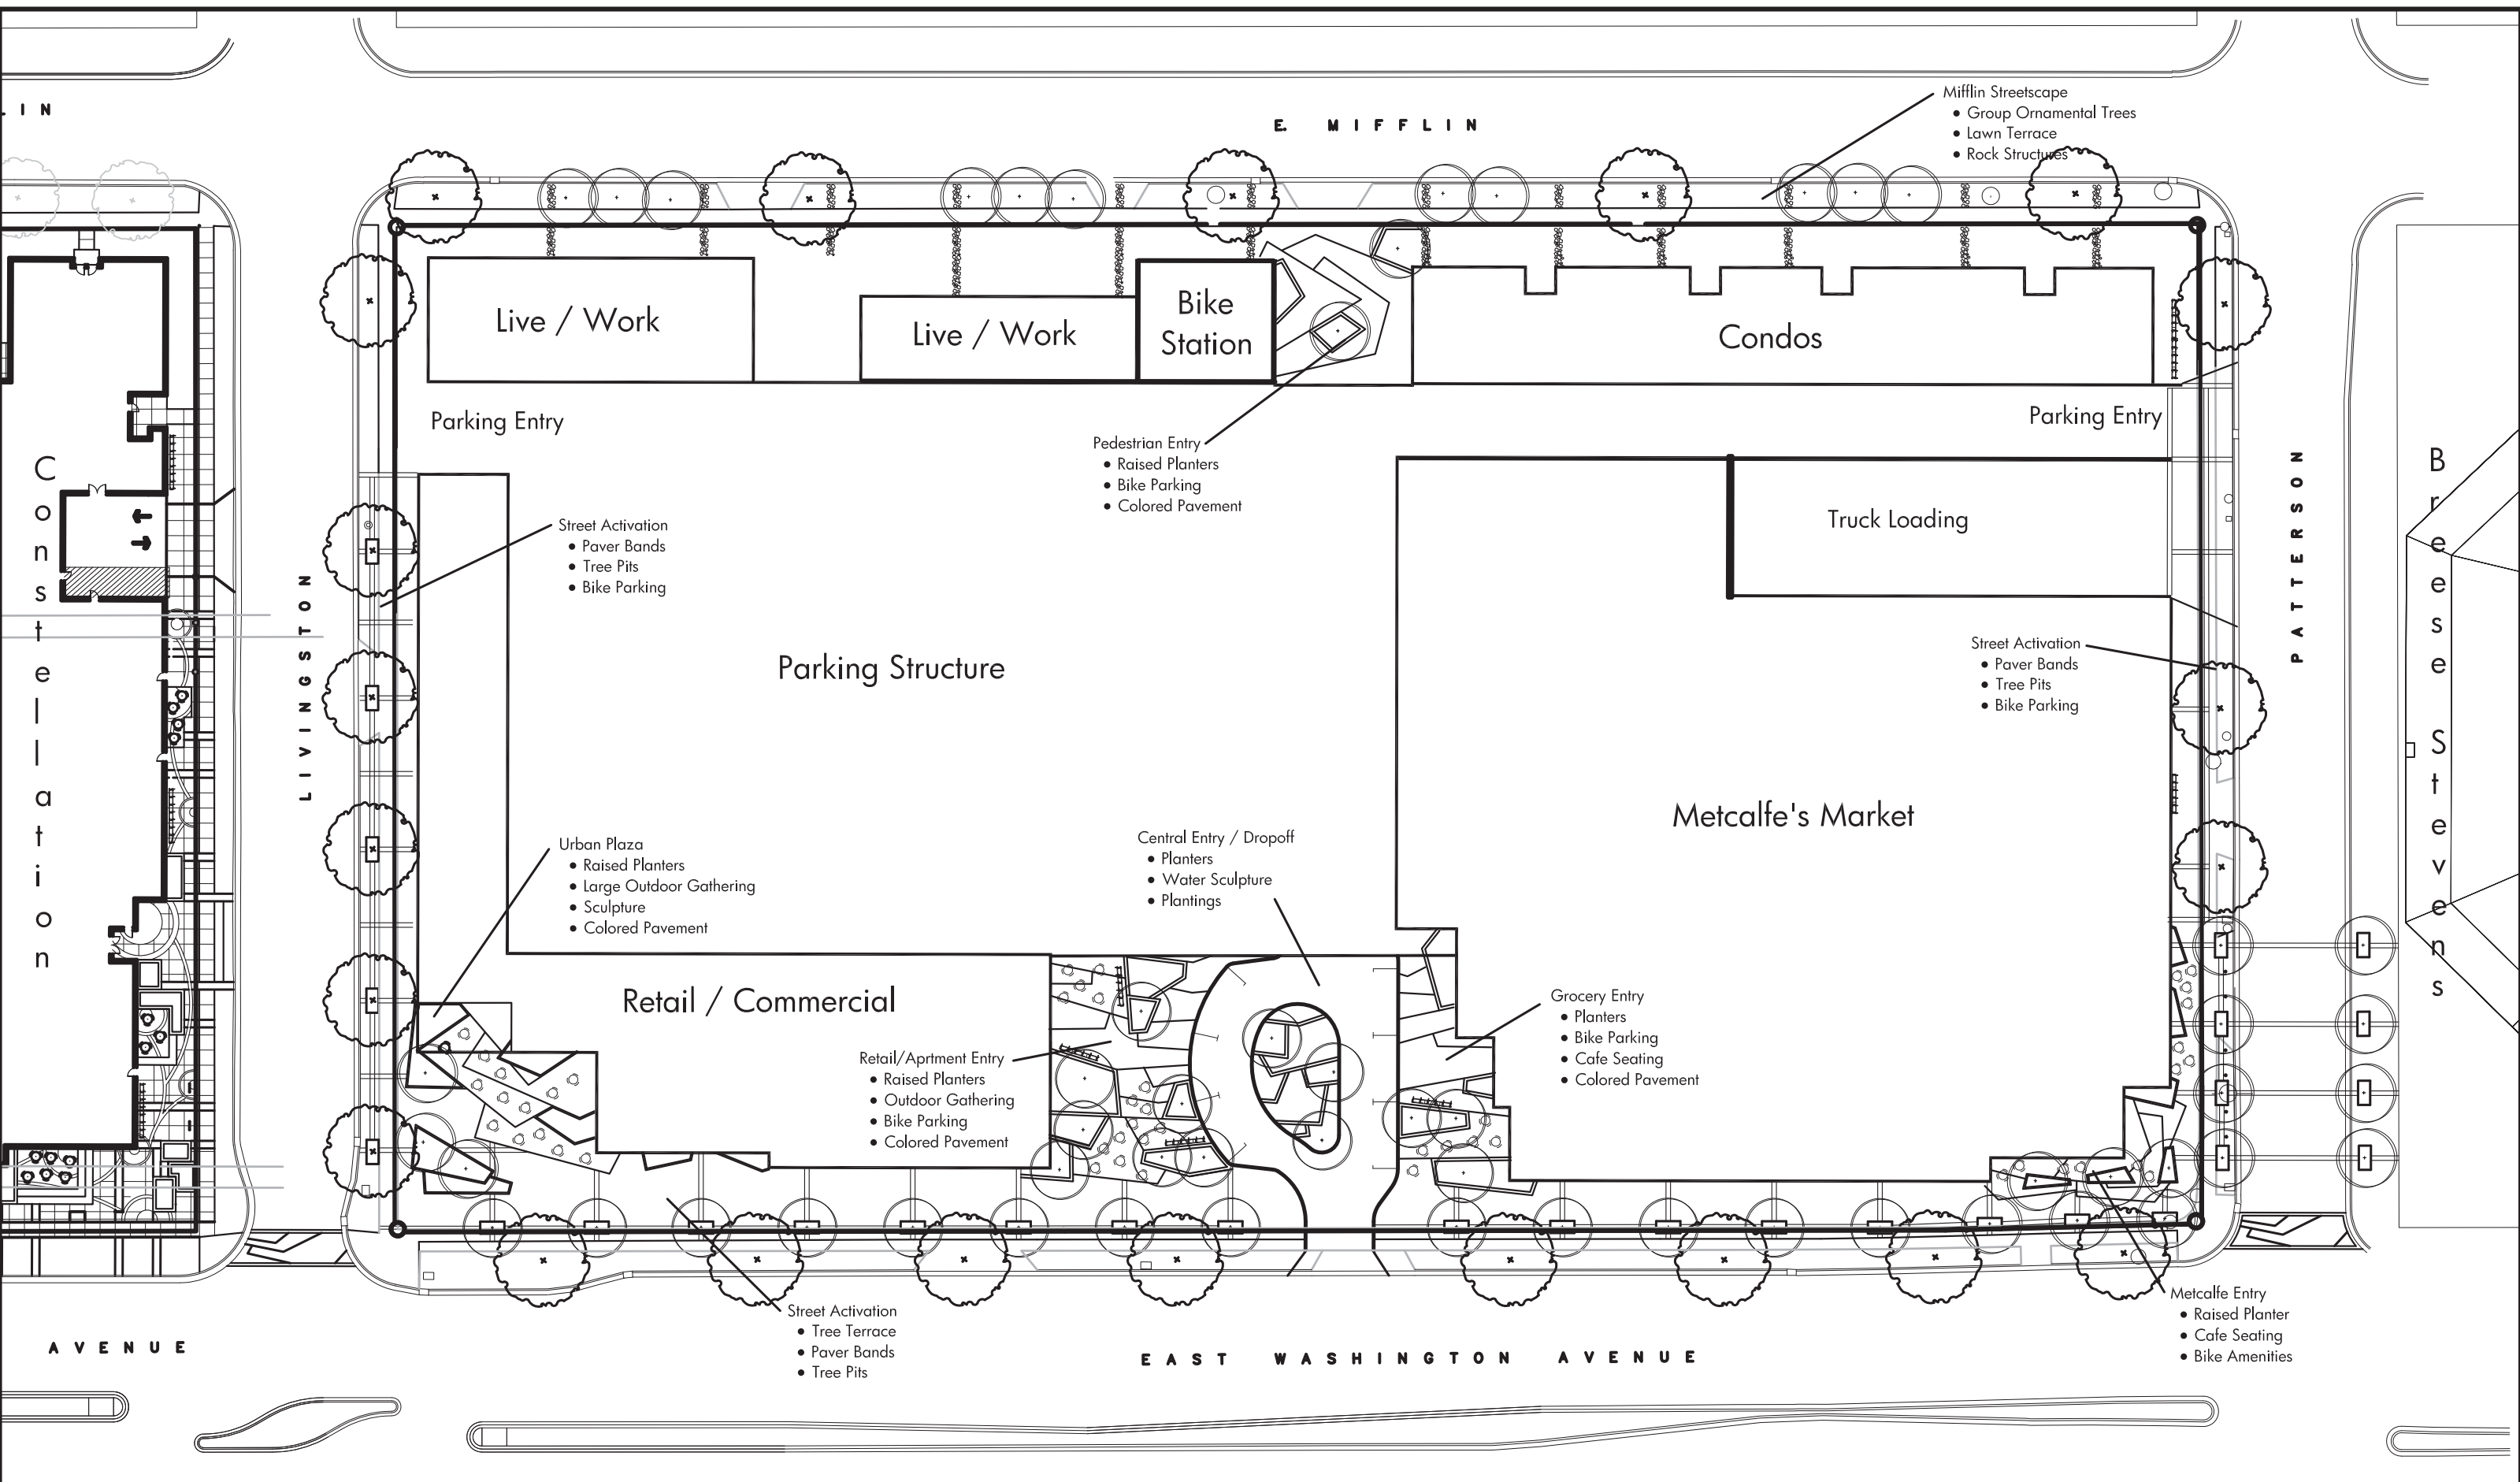 LIN
E. MIFFLIN
Mifflin Streetscape
• Group Ornamental Trees
• Lawn Terrace
• Rock Structures
Live / Work
Live / Work
Bike
Station
Condos
Parking Entry
Parking Entry
Pedestrian Entry
• Raised Planters
• Bike Parking
• Colored Pavement
Constellation
LIVINGSTON
Street Activation
• Paver Bands
• Tree Pits
• Bike Parking
Truck Loading
PATTERSON
Breese Stevens
Parking Structure
Street Activation
• Paver Bands
• Tree Pits
• Bike Parking
Metcalfe's Market
Urban Plaza
• Raised Planters
• Large Outdoor Gathering
• Sculpture
• Colored Pavement
Central Entry / Dropoff
• Planters
• Water Sculpture
• Plantings
Retail / Commercial
Retail/Aprtment Entry
• Raised Planters
• Outdoor Gathering
• Bike Parking
• Colored Pavement
Grocery Entry
• Planters
• Bike Parking
• Cafe Seating
• Colored Pavement
Street Activation
• Tree Terrace
• Paver Bands
• Tree Pits
Metcalfe Entry
• Raised Planter
• Cafe Seating
• Bike Amenities
AVENUE
EAST WASHINGTON AVENUE